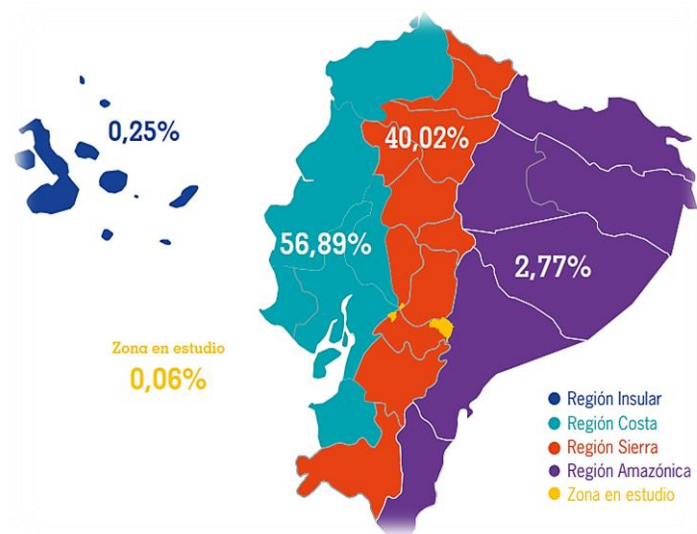 0,25%
40,02%
56,89%
2,77%
Zona en estudio
0,06%
Región Insular
Región Costa
Región Sierra
Región Amazónica
Zona en estudio